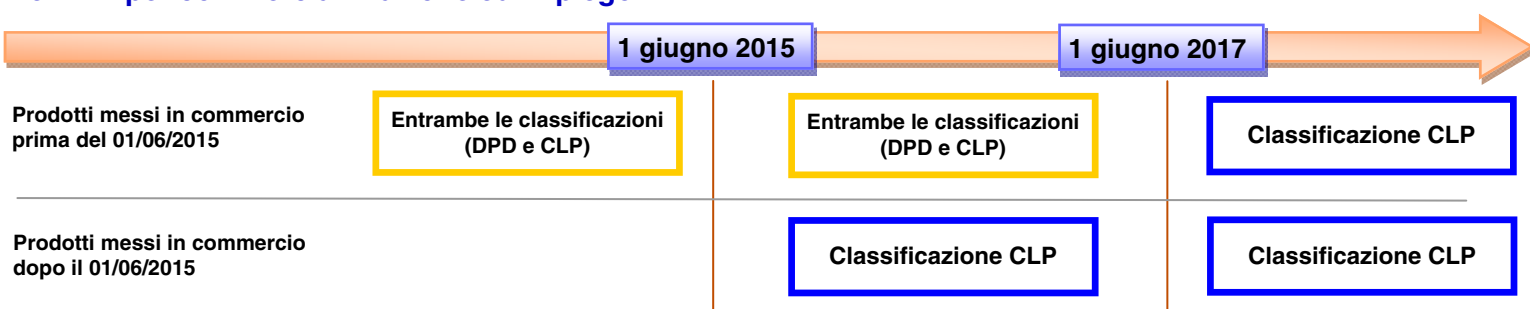 1 giugno 2015
1 giugno 2017
Prodotti messi in commercio
prima del 01/06/2015
Entrambe le classificazioni
(DPD e CLP)
Entrambe le classificazioni
(DPD e CLP)
Classificazione CLP
Prodotti messi in commercio
dopo il 01/06/2015
Classificazione CLP
Classificazione CLP